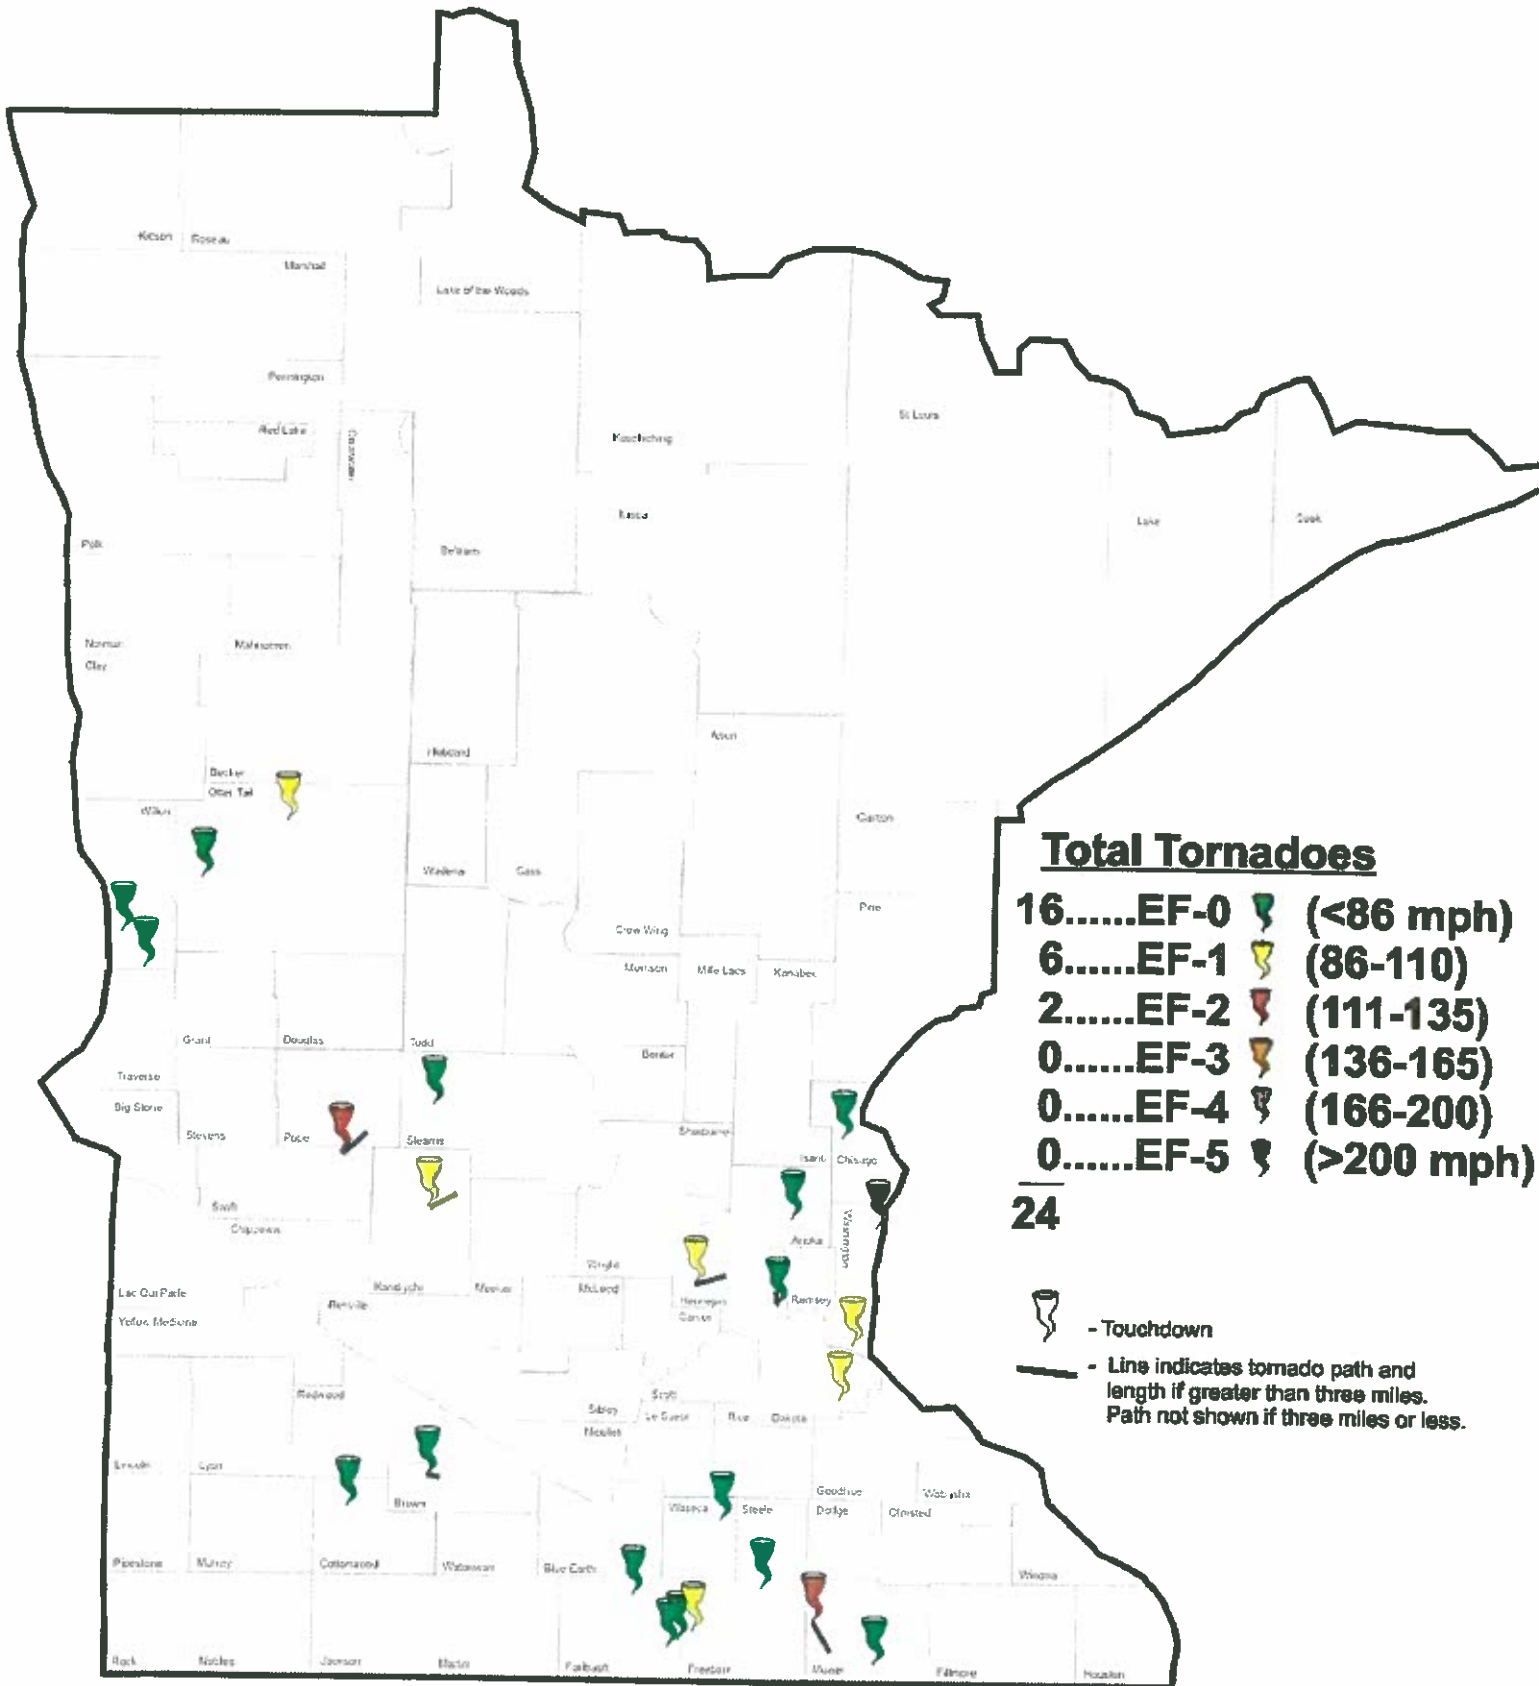 Kittson Roseau
Marshall
Lake of the Woods
Pennington
St Louis
Red Lake
Koochiching
Clearwater
Itasca
Lake
Cook
Polk
Beltrami
Norman
Mahnomen
Clay
Aitkin
Hubbard
Becker
Otter Tail
Wilkin
Carlton
Total Tornadoes
Wadena
Cass
16......EF-0 (<86 mph)
Pine
Crow Wing
6......EF-1 (86-110)
Morrison
Mille Lacs
Kanabec
2......EF-2 (111-135)
Grant
Douglas
Todd
Benton
0......EF-3 (136-165)
Traverse
Big Stone
0......EF-4 (166-200)
Stevens
Pope
Stearns
Sherburne
Isanti
Chisago
0......EF-5 (>200 mph)
24
Swift
Chippewa
Washington
Anoka
Wright
Lac Qui Parle
Kandiyohi
Meeker
McLeod
Hennepin
Ramsey
Renville
Carver
Yellow Medicine
- Touchdown
- Line indicates tornado path and
length if greater than three miles.
Path not shown if three miles or less.
Redwood
Scott
Sibley
Le Sueur
Rice
Dakota
Nicollet
Lincoln
Lyon
Brown
Waseca
Steele
Goodhue
Dodge
Wabasha
Olmsted
Pipestone
Murray
Cottonwood
Watonwan
Blue Earth
Winona
Rock
Nobles
Jackson
Martin
Faribault
Freeborn
Mower
Fillmore
Houston